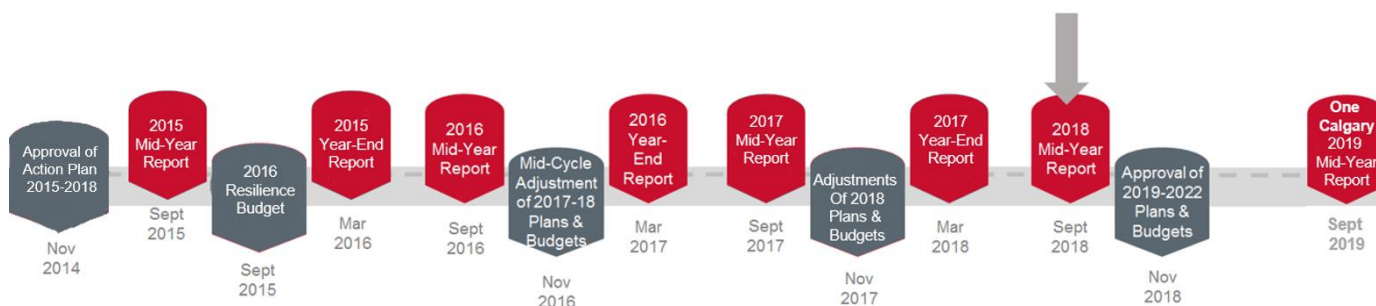 Approval of
Action Plan
2015-2018
Nov
2014
2015
Mid-Year
Report
Sept
2015
2016
Resilience
Budget
Sept
2015
2015
Year-End
Report
Mar
2016
2016
Mid-Year
Report
Sept
2016
Mid-Cycle
Adjustment
of 2017-18
Plans &
Budgets
Nov
2016
2016
Year-
End
Report
Mar
2017
2017
Mid-Year
Report
Sept
2017
Adjustments
Of 2018
Plans &
Budgets
Nov
2017
2017
Year-End
Report
Mar
2018
2018
Mid-Year
Report
Sept
2018
Approval of
2019-2022
Plans &
Budgets
Nov
2018
One
Calgary
2019
Mid-Year
Report
Sept
2019